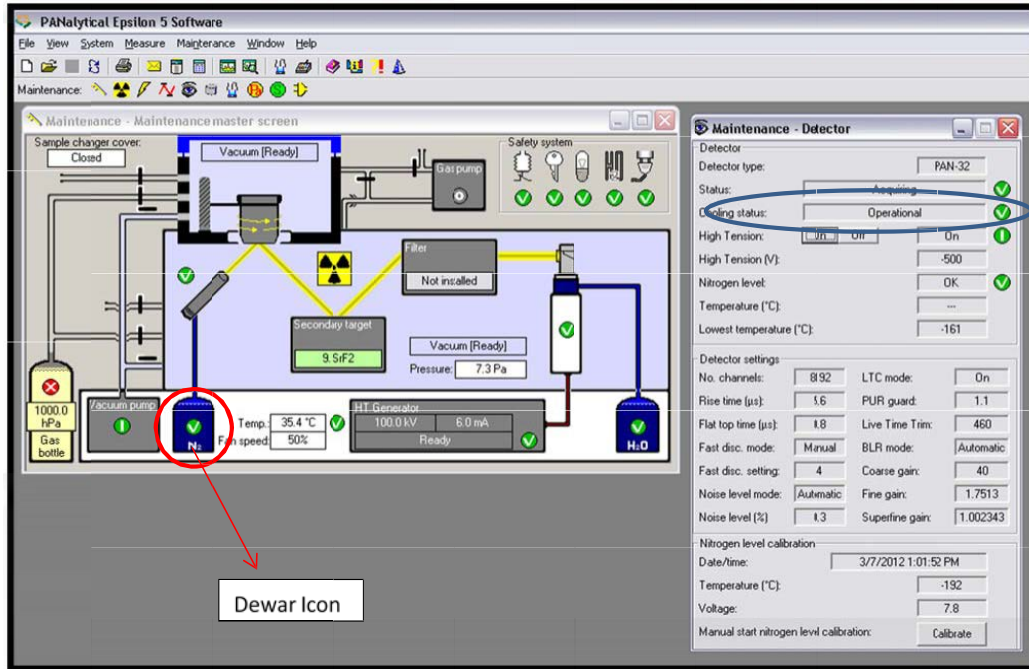 PANalytical Epsilon 5 Software
File View System Measure Maintenance Window Help
Maintenance:
Maintenance - Maintenance master screen
Sample changer cover:
Closed
Vacuum [Ready]
Gas pump
Safety system
Filter
Not installed
Secondary target
9. SrF2
Vacuum [Ready]
Pressure: 7.3 Pa
1000.0 hPa
Gas bottle
Vacuum pump
N₂
Temp.: 35.4 °C
Fan speed: 50%
HT Generator
100.0 kV 6.0 mA
Ready
H₂O
Dewar Icon
Maintenance - Detector
Detector
Detector type: PAN-32
Status: Acquiring
Cooling status: Operational
High Tension: On Off On
High Tension (V): -500
Nitrogen level: OK
Temperature (°C): ---
Lowest temperature (°C): -161
Detector settings
No. channels: 8192 LTC mode: On
Rise time (µs): 5.6 PUR guard: 1.1
Flat top time (µs): 0.8 Live Time Trim: 460
Fast disc. mode: Manual BLR mode: Automatic
Fast disc. setting: 4 Coarse gain: 40
Noise level mode: Automatic Fine gain: 1.7513
Noise level (%) Superfine gain: 1.002343
Nitrogen level calibration
Date/time: 3/7/2012 1:01:52 PM
Temperature (°C): -192
Voltage: 7.8
Manual start nitrogen level calibration: Calibrate